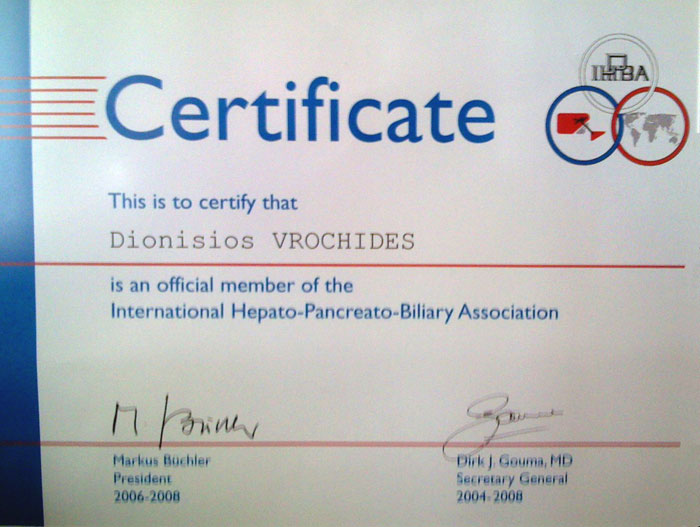 IHPBA
Certificate
This is to certify that
Dionisios VROCHIDES
is an official member of the
International Hepato-Pancreato-Biliary Association
M. Büchler
Markus Büchler
President
2006-2008
Dirk J. Gouma, MD
Secretary General
2004-2008